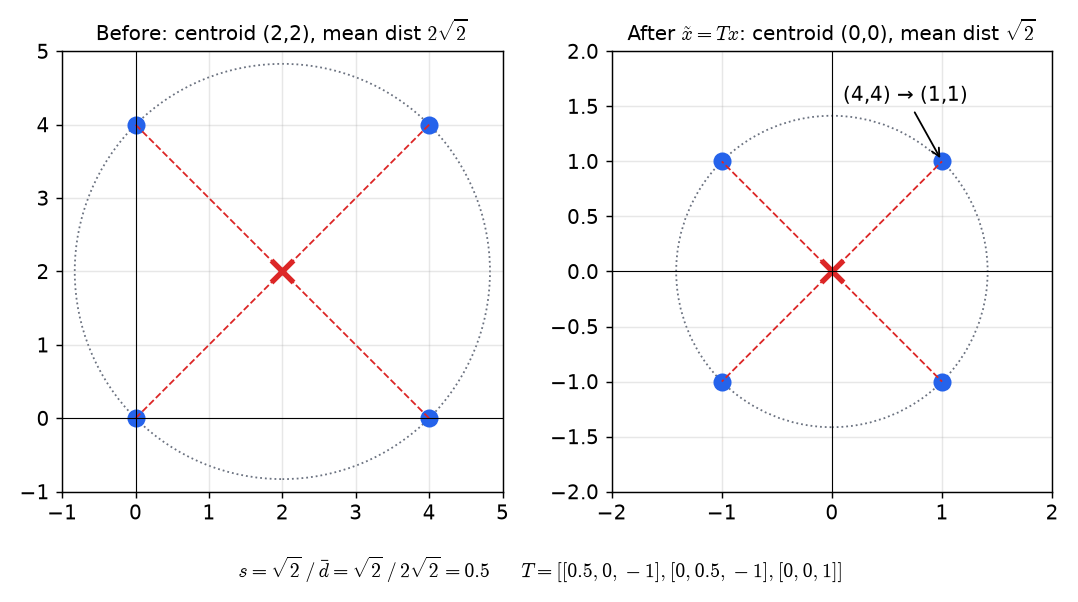 Before: centroid (2,2), mean dist 2√2
5
4
3
2
1
0
−1
−1 0 1 2 3 4 5
After x̃ = Tx: centroid (0,0), mean dist √2
(4,4) → (1,1)
2.0
1.5
1.0
0.5
0.0
−0.5
−1.0
−1.5
−2.0
−2 −1 0 1 2
s = √2 / d̄ = √2 / 2√2 = 0.5 T = [[0.5, 0, −1], [0, 0.5, −1], [0, 0, 1]]